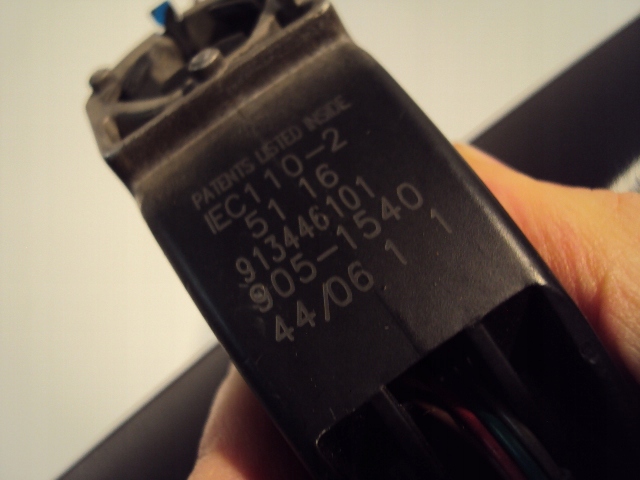 PATENTS LISTED INSIDE
IEC110-2
51 16
913446101
905-1540
44/06 1 1